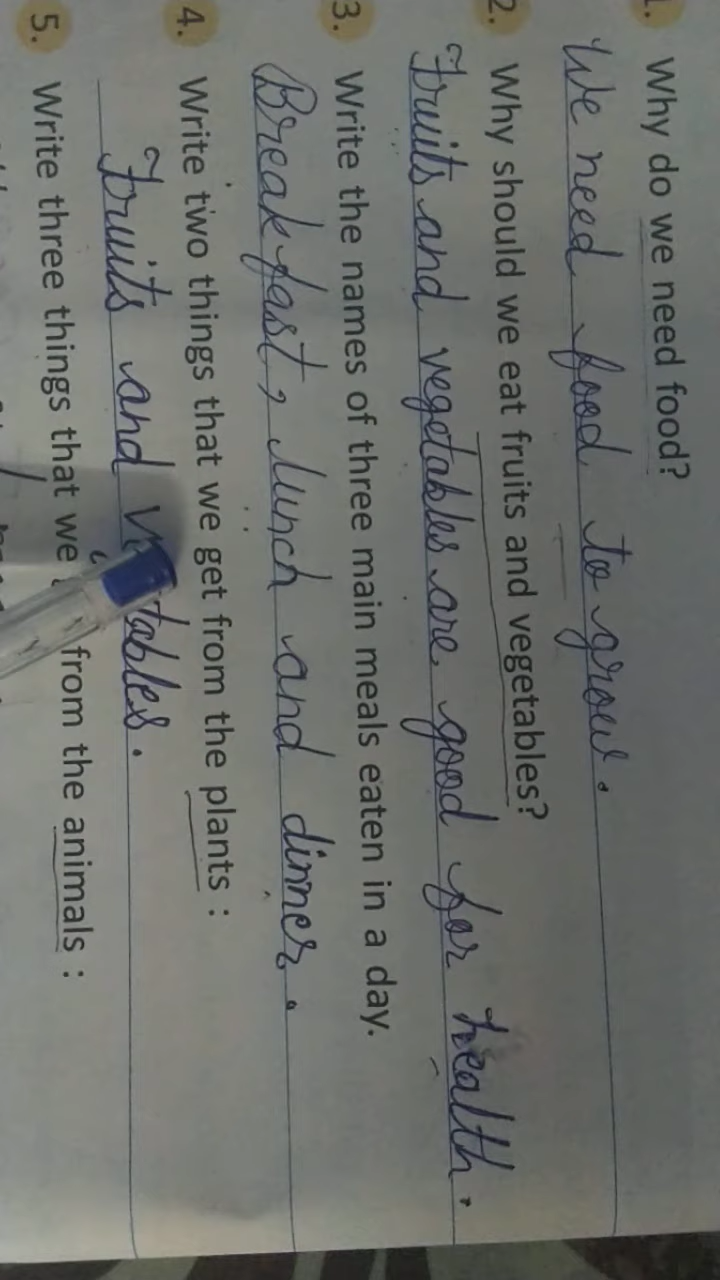 1. Why do we need food?
We need food to grow.
2. Why should we eat fruits and vegetables?
Fruits and vegetables are good for health.
3. Write the names of three main meals eaten in a day.
Breakfast, lunch and dinner.
4. Write two things that we get from the plants :
Fruits and
5. Write three things that we from the animals :